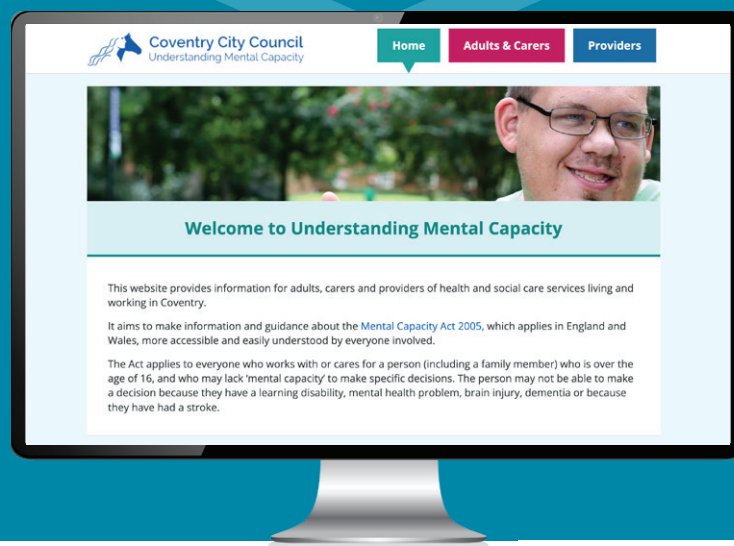 Coventry City Council
Understanding Mental Capacity
Home
Adults & Carers
Providers
Welcome to Understanding Mental Capacity
This website provides information for adults, carers and providers of health and social care services living and
working in Coventry.
It aims to make information and guidance about the Mental Capacity Act 2005, which applies in England and
Wales, more accessible and easily understood by everyone involved.
The Act applies to everyone who works with or cares for a person (including a family member) who is over the
age of 16, and who may lack ‘mental capacity’ to make specific decisions. The person may not be able to make
a decision because they have a learning disability, mental health problem, brain injury, dementia or because
they have had a stroke.